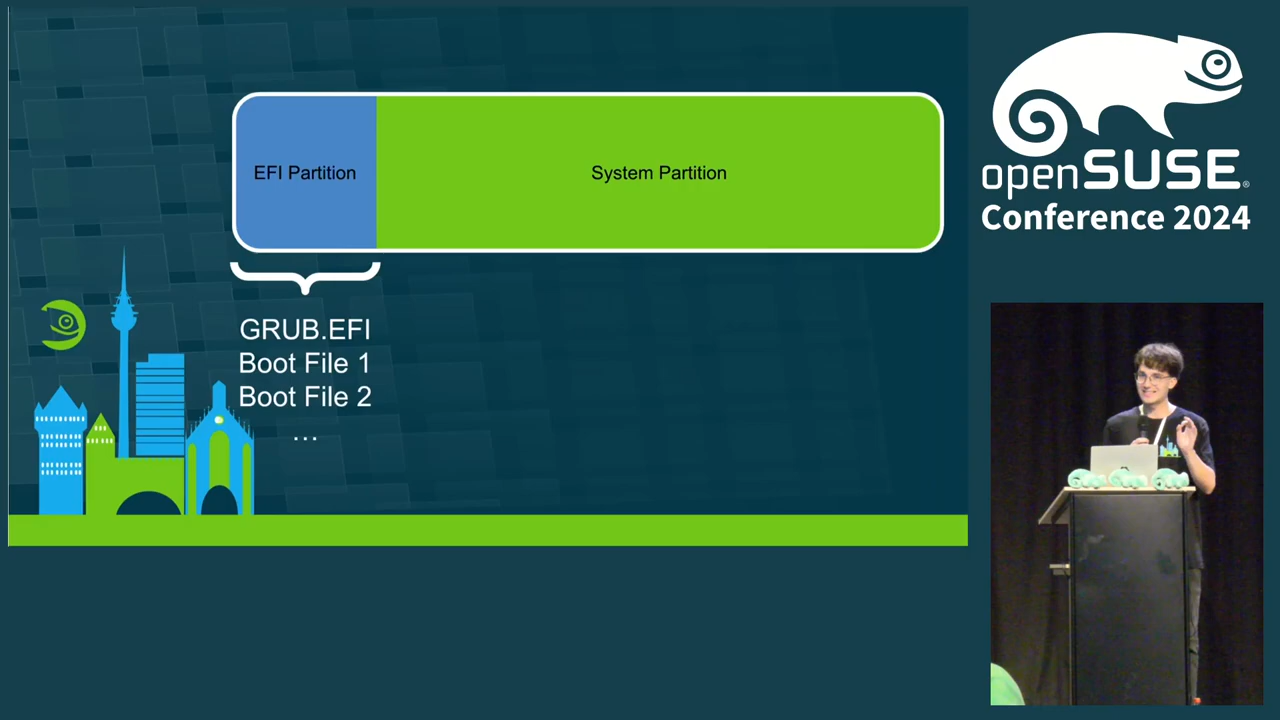 EFI Partition
System Partition
GRUB.EFI
Boot File 1
Boot File 2
...
openSUSE®
Conference 2024